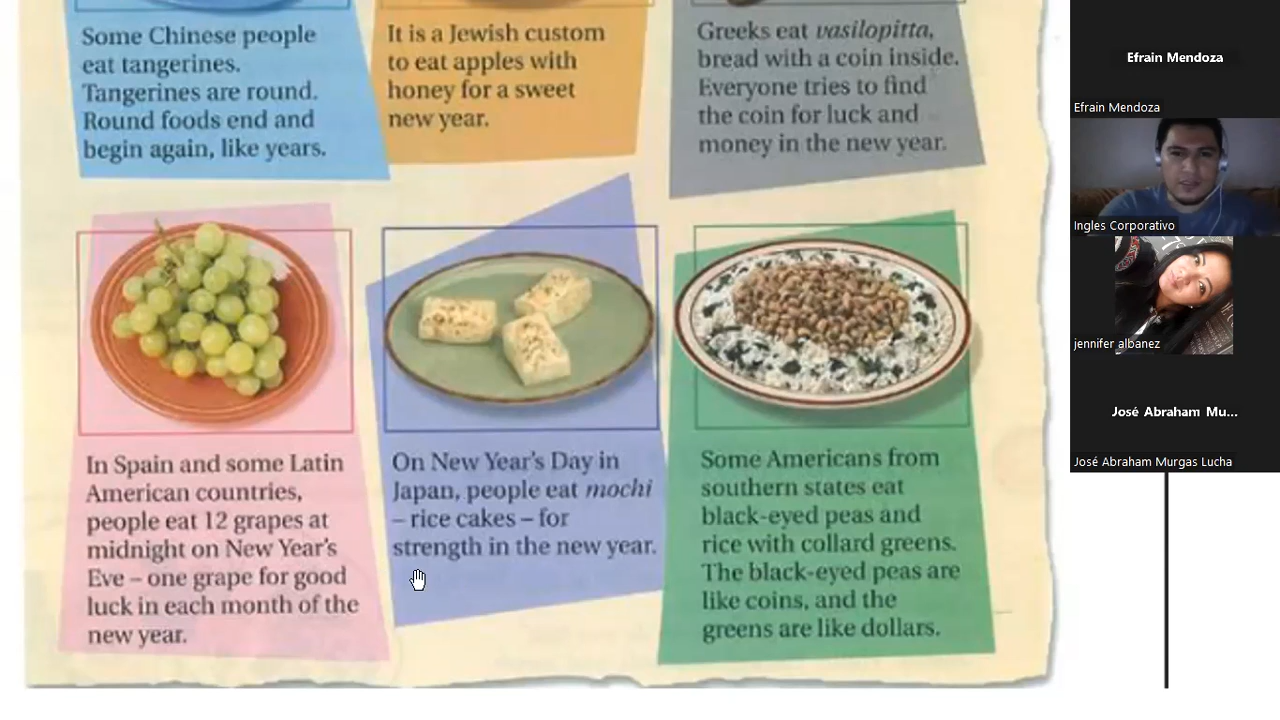 Some Chinese people
eat tangerines.
Tangerines are round.
Round foods end and
begin again, like years.
It is a Jewish custom
to eat apples with
honey for a sweet
new year.
Greeks eat vasilopitta,
bread with a coin inside.
Everyone tries to find
the coin for luck and
money in the new year.
In Spain and some Latin
American countries,
people eat 12 grapes at
midnight on New Year's
Eve – one grape for good
luck in each month of the
new year.
On New Year's Day in
Japan, people eat mochi
– rice cakes – for
strength in the new year.
Some Americans from
southern states eat
black-eyed peas and
rice with collard greens.
The black-eyed peas are
like coins, and the
greens are like dollars.
Efrain Mendoza
Efrain Mendoza
Ingles Corporativo
jennifer albanez
José Abraham Mu...
José Abraham Murgas Lucha